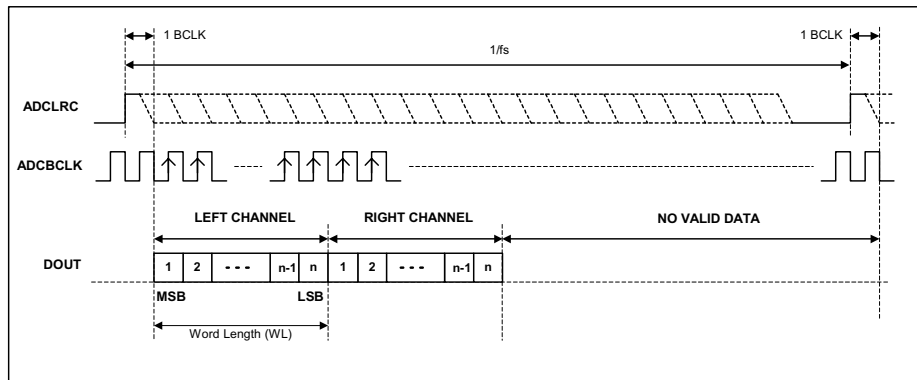 1 BCLK
1 BCLK
1/fs
ADCLRC
ADCBCLK
LEFT CHANNEL
RIGHT CHANNEL
NO VALID DATA
DOUT
1 2 - - - n-1 n 1 2 - - - n-1 n
MSB
LSB
Word Length (WL)